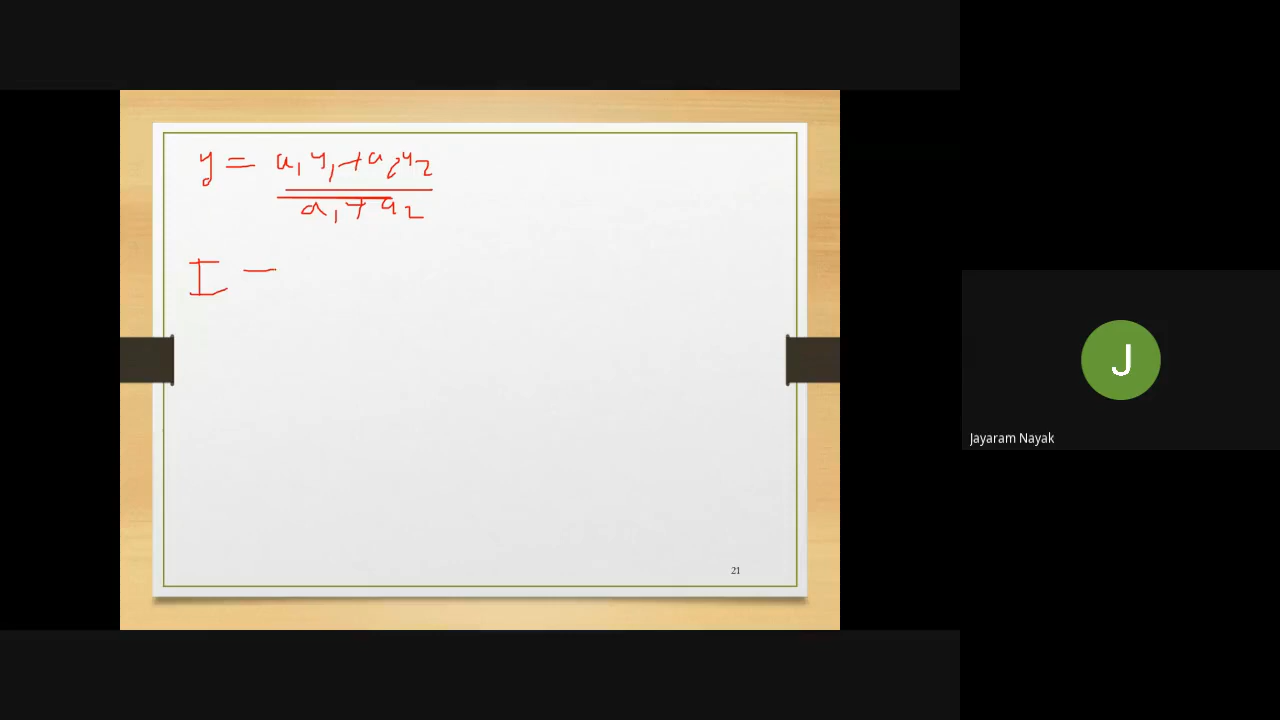 y = a₁y₁ + a₂y₂
a₁ + a₂
I −
21
J
Jayaram Nayak